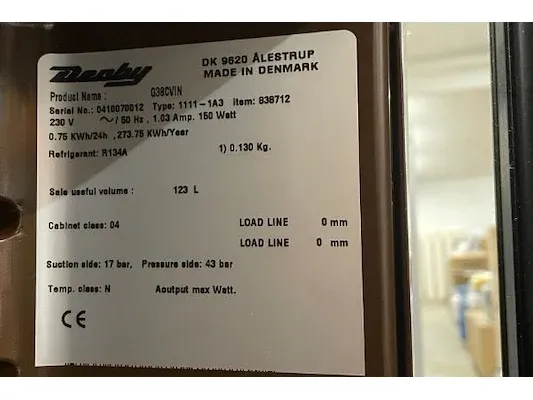 Derby
DK 9620 ÅLESTRUP
MADE IN DENMARK
Product Name : G38CVIN
Serial No.: 0410070012 Type: 1111-1A3 Item: 838712
230 V ～/ 50 Hz , 1.03 Amp. 150 Watt
0.75 KWh/24h , 273.75 KWh/Year
Refrigerant: R134A 1) 0.130 Kg.
Sale useful volume : 123 L
Cabinet class: 04 LOAD LINE 0 mm
LOAD LINE 0 mm
Suction side: 17 bar, Pressure side: 43 bar
Temp. class: N Aoutput max Watt.
CE